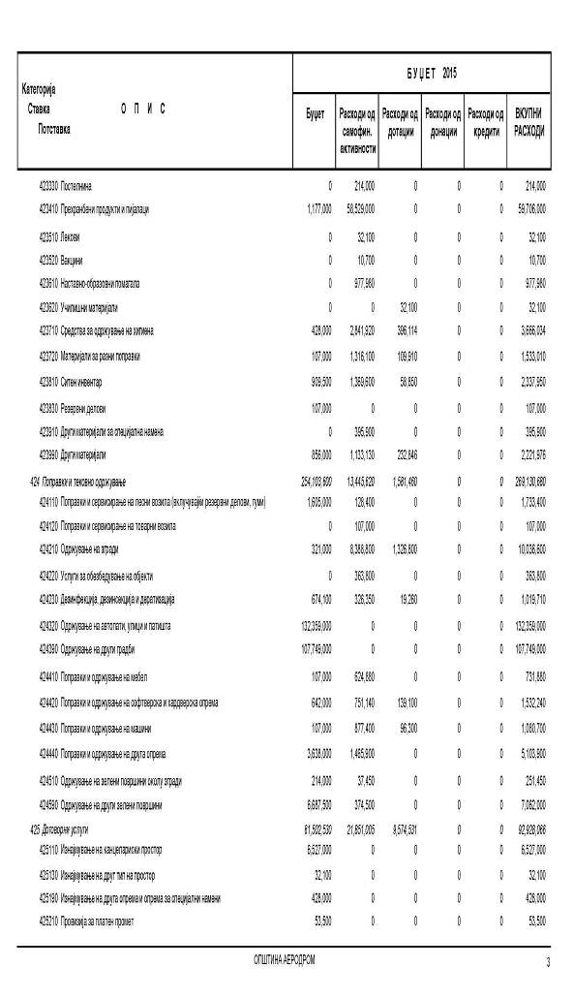 Б У Џ Е Т 2015
Категорија
Ставка О П И С
Потставка
Буџет Расходи од самофин. активности Расходи од дотации Расходи од донации Расходи од кредити ВКУПНИ РАСХОДИ
423330 Постелнина 0 214,000 0 0 0 214,000
423410 Прехранбени продукти и пијалаци 1,177,000 58,529,000 0 0 0 59,706,000
423510 Лекови 0 32,100 0 0 0 32,100
423520 Вакцини 0 10,700 0 0 0 10,700
423610 Наставно-образовни помагала 0 977,980 0 0 0 977,980
423620 Училишни материјали 0 0 32,100 0 0 32,100
423710 Средства за одржување на хигиена 428,000 2,841,920 396,114 0 0 3,666,034
423720 Материјали за разни поправки 107,000 1,316,100 109,910 0 0 1,533,010
423810 Ситен инвентар 909,500 1,369,600 58,850 0 0 2,337,950
423830 Резервни делови 107,000 0 0 0 0 107,000
423910 Други материјали за специјална намена 0 395,900 0 0 0 395,900
423990 Други материјали 856,000 1,133,130 232,846 0 0 2,221,976
424 Поправки и тековно одржување 254,103,600 13,445,620 1,581,460 0 0 269,130,680
424110 Поправки и сервисирање на лесни возила (вклучувајќи резервни делови, гуми) 1,605,000 128,400 0 0 0 1,733,400
424120 Поправки и сервисирање на товарни возила 0 107,000 0 0 0 107,000
424210 Одржување на згради 321,000 8,388,800 1,326,800 0 0 10,036,600
424220 Услуги за обезбедување на објекти 0 363,800 0 0 0 363,800
424230 Дезинфекција, дезинсекција и дератизација 674,100 326,350 19,260 0 0 1,019,710
424320 Одржување на автопати, улици и патишта 132,359,000 0 0 0 0 132,359,000
424390 Одржување на други градби 107,749,000 0 0 0 0 107,749,000
424410 Поправки и одржување на мебел 107,000 624,880 0 0 0 731,880
424420 Поправки и одржување на софтверска и хардверска опрема 642,000 751,140 139,100 0 0 1,532,240
424430 Поправки и одржување на машини 107,000 877,400 96,300 0 0 1,080,700
424440 Поправки и одржување на друга опрема 3,638,000 1,465,900 0 0 0 5,103,900
424510 Одржување на зелени површини околу згради 214,000 37,450 0 0 0 251,450
424590 Одржување на други зелени површини 6,687,500 374,500 0 0 0 7,062,000
425 Договорни услуги 61,502,530 21,851,005 9,574,531 0 0 92,928,066
425110 Изнајмување на канцелариски простор 6,527,000 0 0 0 0 6,527,000
425130 Изнајмување на друг тип на простор 32,100 0 0 0 0 32,100
425190 Изнајмување на друга опрема и опрема за специјални намени 428,000 0 0 0 0 428,000
425210 Провизија за платен промет 53,500 0 0 0 0 53,500
ОПШТИНА АЕРОДРОМ 3